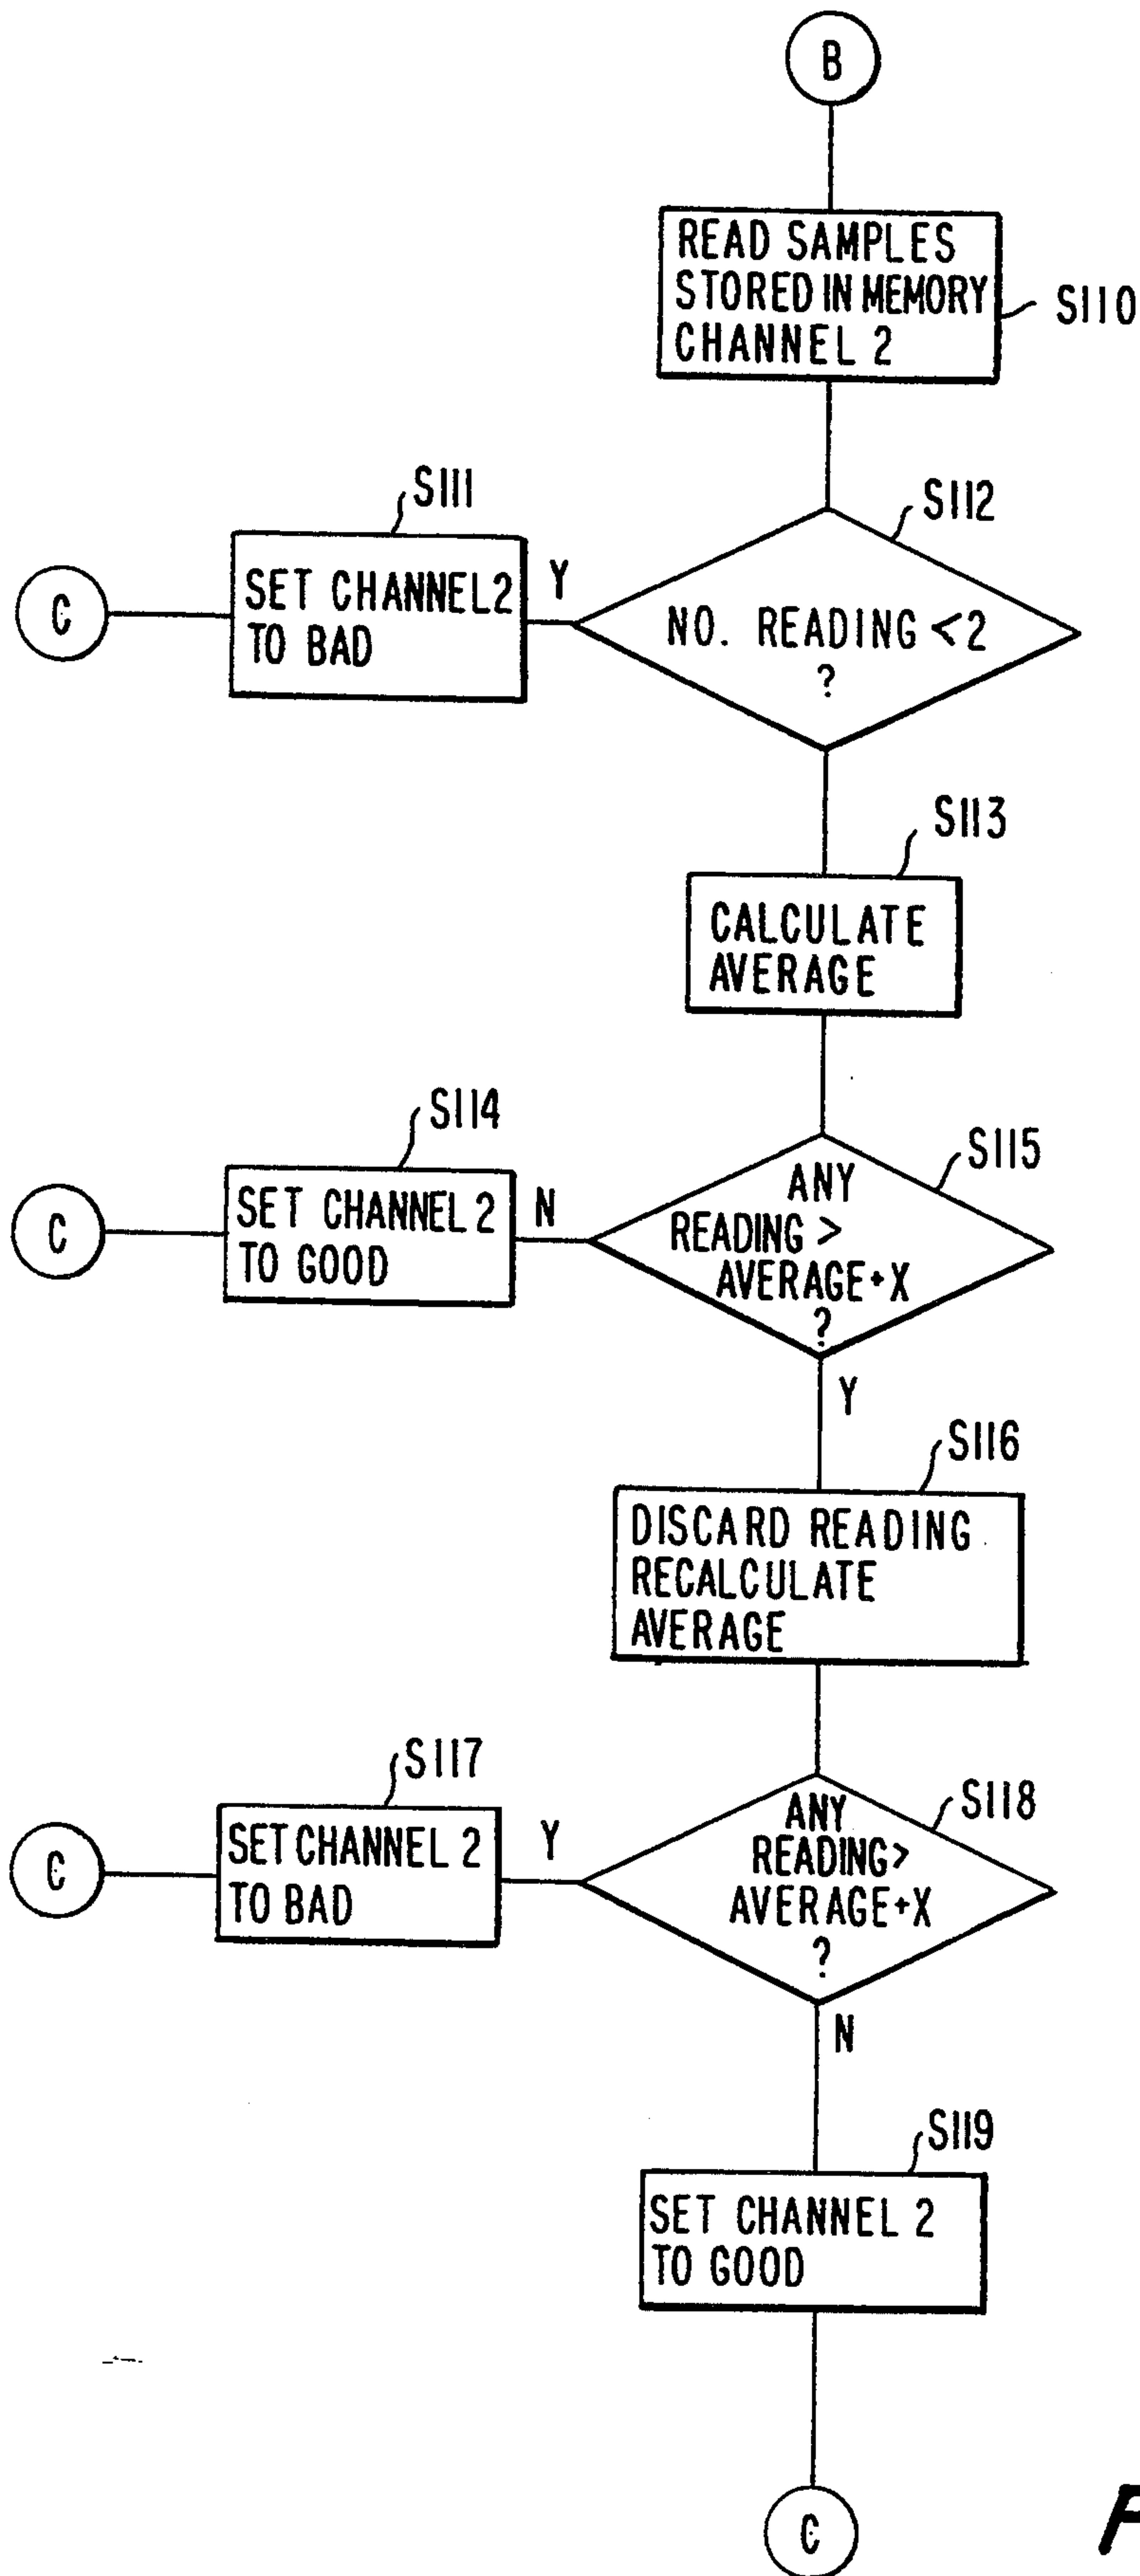 B
READ SAMPLES
STORED IN MEMORY
CHANNEL 2
S110
S111
SET CHANNEL 2
TO BAD
C
Y
S112
NO. READING <2
?
S113
CALCULATE
AVERAGE
S114
SET CHANNEL 2
TO GOOD
C
N
S115
ANY
READING >
AVERAGE+X
?
Y
S116
DISCARD READING
RECALCULATE
AVERAGE
S117
SET CHANNEL 2
TO BAD
C
Y
S118
ANY
READING>
AVERAGE+X
?
N
S119
SET CHANNEL 2
TO GOOD
C